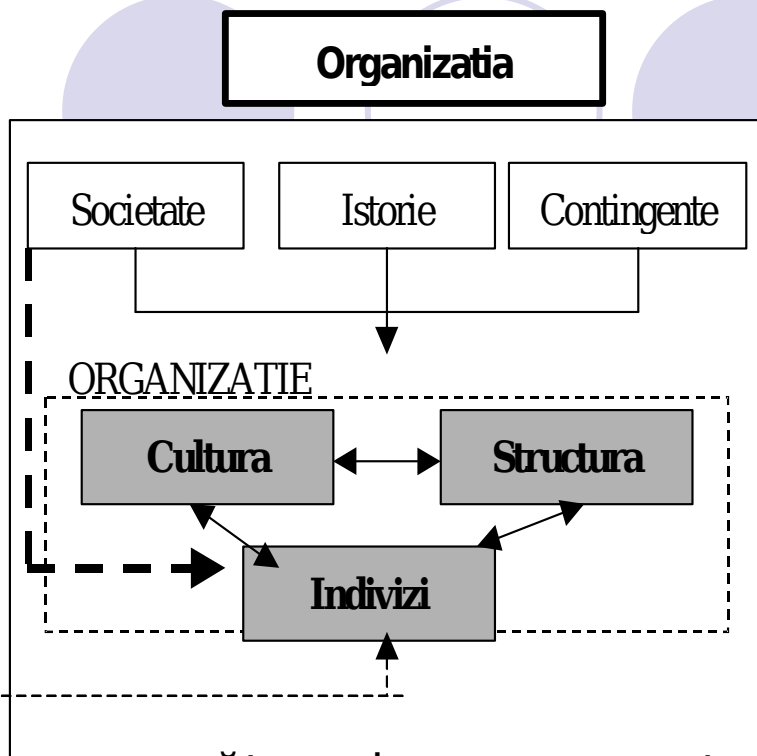 Organizatia
Societate Istorie Contingente
ORGANIZATIE
Cultura Structura
Indivizi